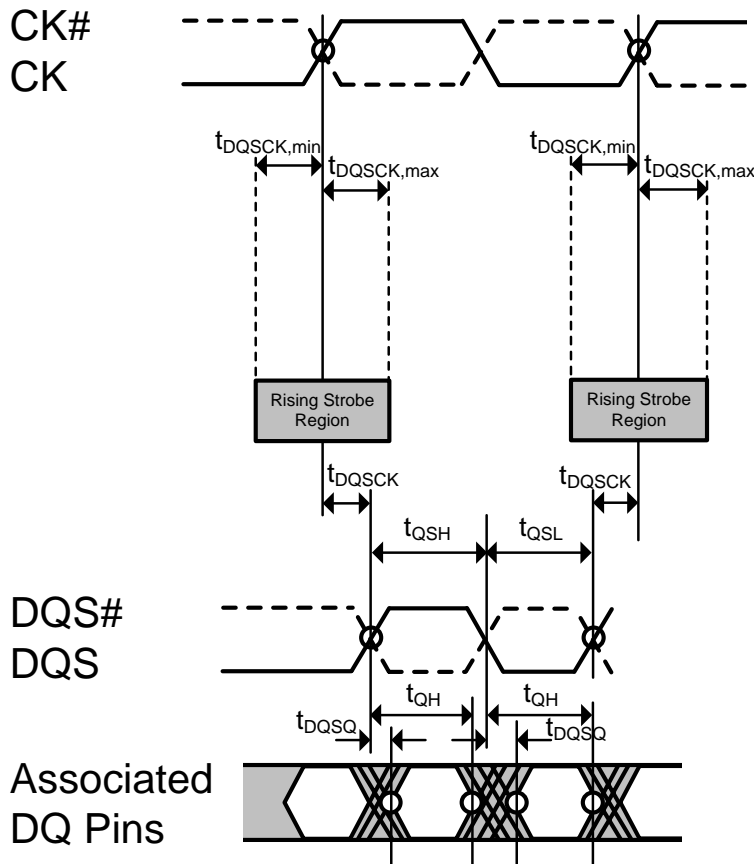 CK#
CK
tDQSCK,min
tDQSCK,min
tDQSCK,max
tDQSCK,max
Rising Strobe
Region
Rising Strobe
Region
tDQSCK
tDQSCK
tQSH
tQSL
DQS#
DQS
tQH
tQH
tDQSQ
tDQSQ
Associated
DQ Pins